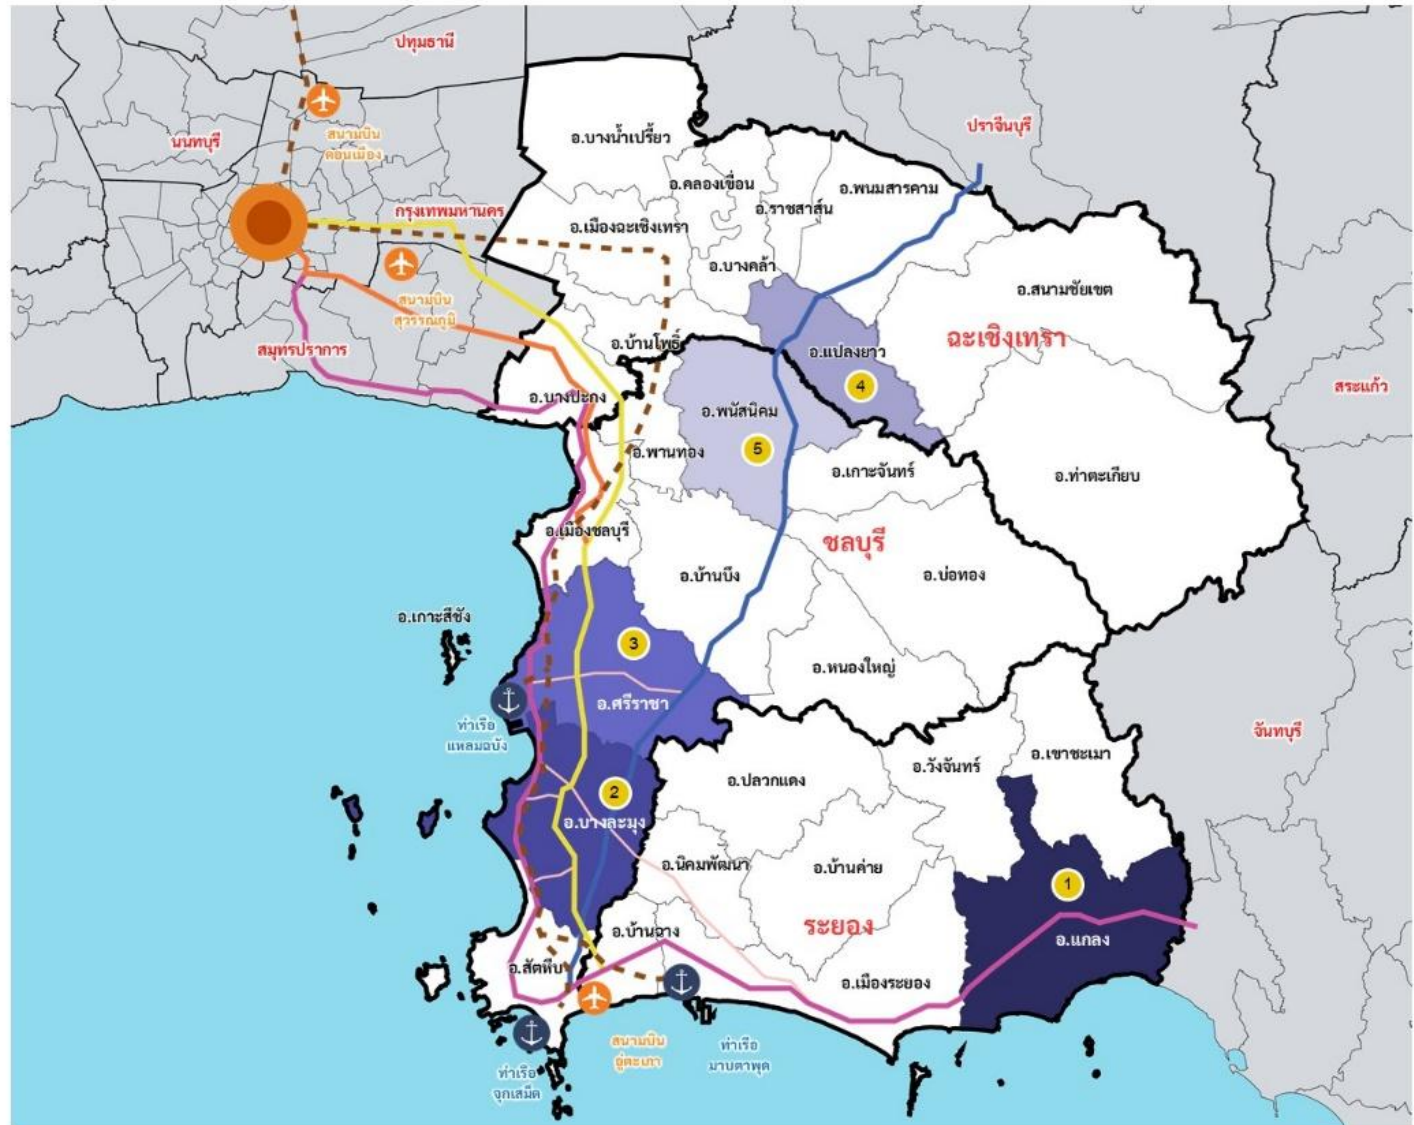 ปทุมธานี
นนทบุรี
สนามบิน
ดอนเมือง
ปราจีนบุรี
อ.บางน้ำเปรี้ยว
อ.คลองเขื่อน
อ.พนมสารคาม
อ.ราชสาส์น
กรุงเทพมหานคร
อ.เมืองฉะเชิงเทรา
อ.บางคล้า
สนามบิน
สุวรรณภูมิ
อ.สนามชัยเขต
ฉะเชิงเทรา
สมุทรปราการ
อ.บ้านโพธิ์
อ.แปลงยาว
4
สระแก้ว
อ.บางปะกง
อ.พนัสนิคม
5
อ.พานทอง
อ.เกาะจันทร์
อ.ท่าตะเกียบ
อ.เมืองชลบุรี
ชลบุรี
อ.บ้านบึง
อ.บ่อทอง
อ.เกาะสีชัง
3
อ.หนองใหญ่
อ.ศรีราชา
ท่าเรือ
แหลมฉบัง
จันทบุรี
อ.เขาชะเมา
อ.วังจันทร์
อ.ปลวกแดง
2
อ.บางละมุง
อ.นิคมพัฒนา
อ.บ้านค่าย
1
ระยอง
อ.บ้านฉาง
อ.แกลง
อ.สัตหีบ
อ.เมืองระยอง
สนามบิน
อู่ตะเภา
ท่าเรือ
มาบตาพุด
ท่าเรือ
จุกเสม็ด